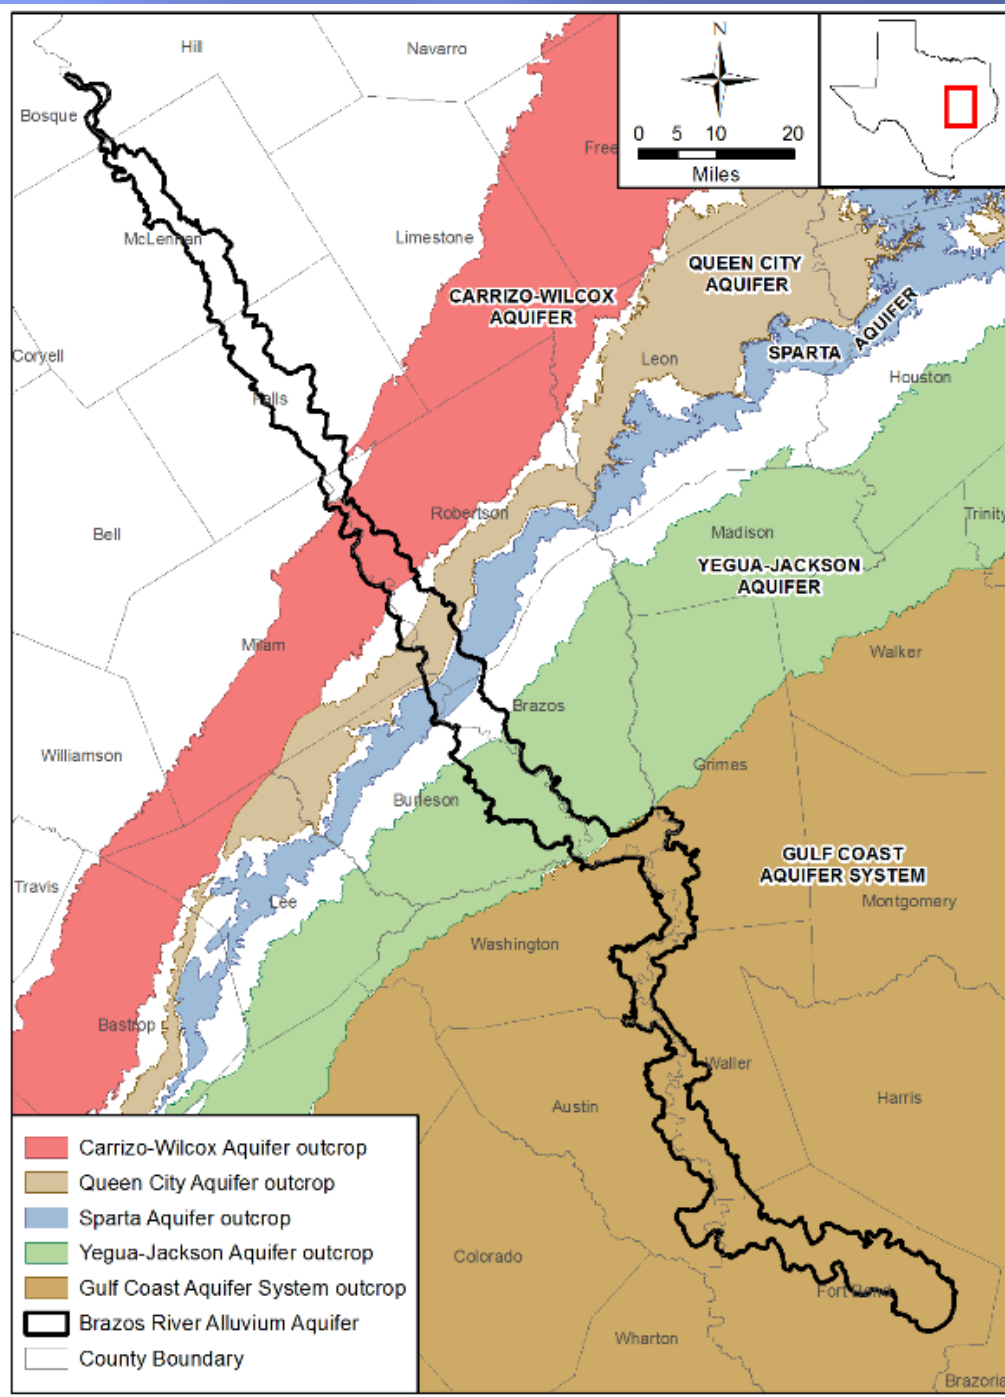 Hill
Navarro
N
Bosque
0 5 10 20
Miles
Free
McLennan
Limestone
QUEEN CITY
AQUIFER
CARRIZO-WILCOX
AQUIFER
AQUIFER
SPARTA
Leon
Coryell
Houston
Falls
Robertson
Bell
Madison
Trinity
YEGUA-JACKSON
AQUIFER
Milam
Walker
Brazos
Williamson
Grimes
Burleson
GULF COAST
AQUIFER SYSTEM
Travis
Lee
Montgomery
Washington
Bastrop
Waller
Austin
Harris
Carrizo-Wilcox Aquifer outcrop
Queen City Aquifer outcrop
Sparta Aquifer outcrop
Yegua-Jackson Aquifer outcrop
Gulf Coast Aquifer System outcrop
Brazos River Alluvium Aquifer
County Boundary
Colorado
Fort Bend
Wharton
Brazoria